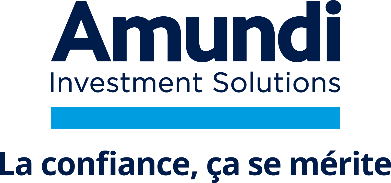 Amundi
Investment Solutions
La confiance, ça se mérite